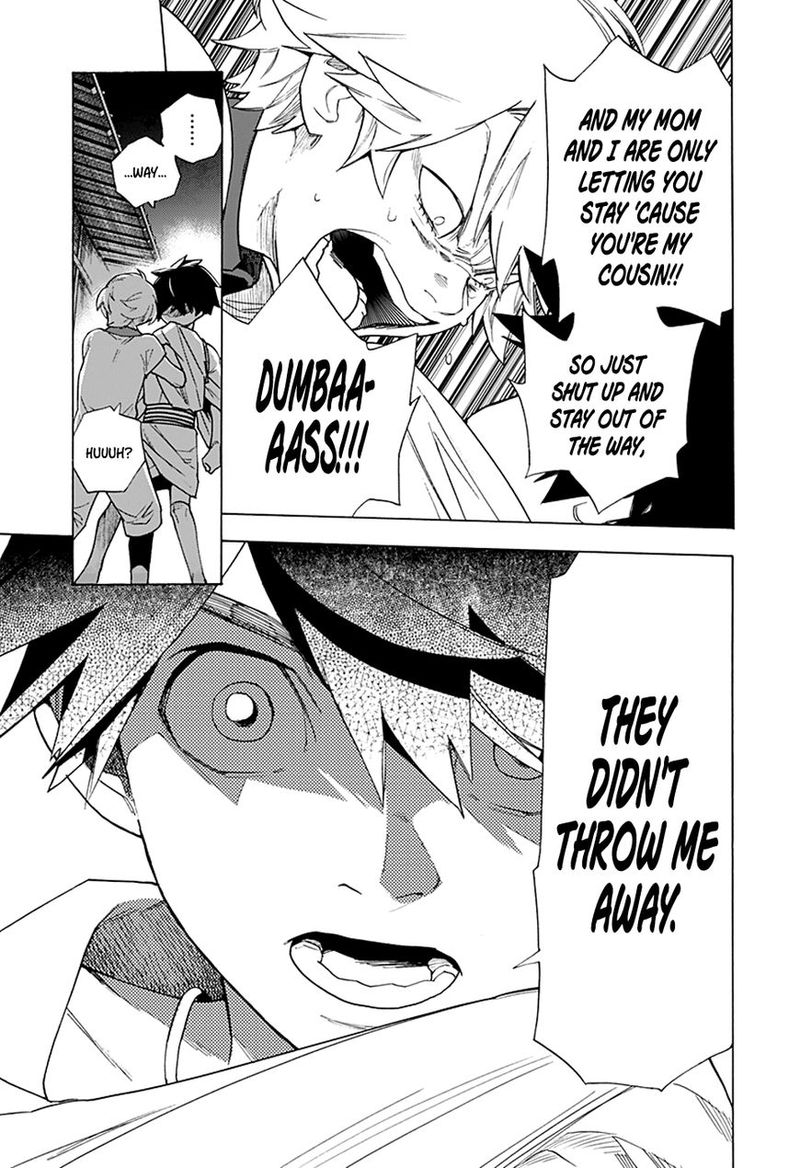 AND MY MOM
AND I ARE ONLY
LETTING YOU
STAY 'CAUSE
YOU'RE MY
COUSIN!!
SO JUST
SHUT UP AND
STAY OUT OF
THE WAY,
DUMBAA-
AASS!!!
......
...WAY...
HUUUH?
THEY
DIDN'T
THROW ME
AWAY.